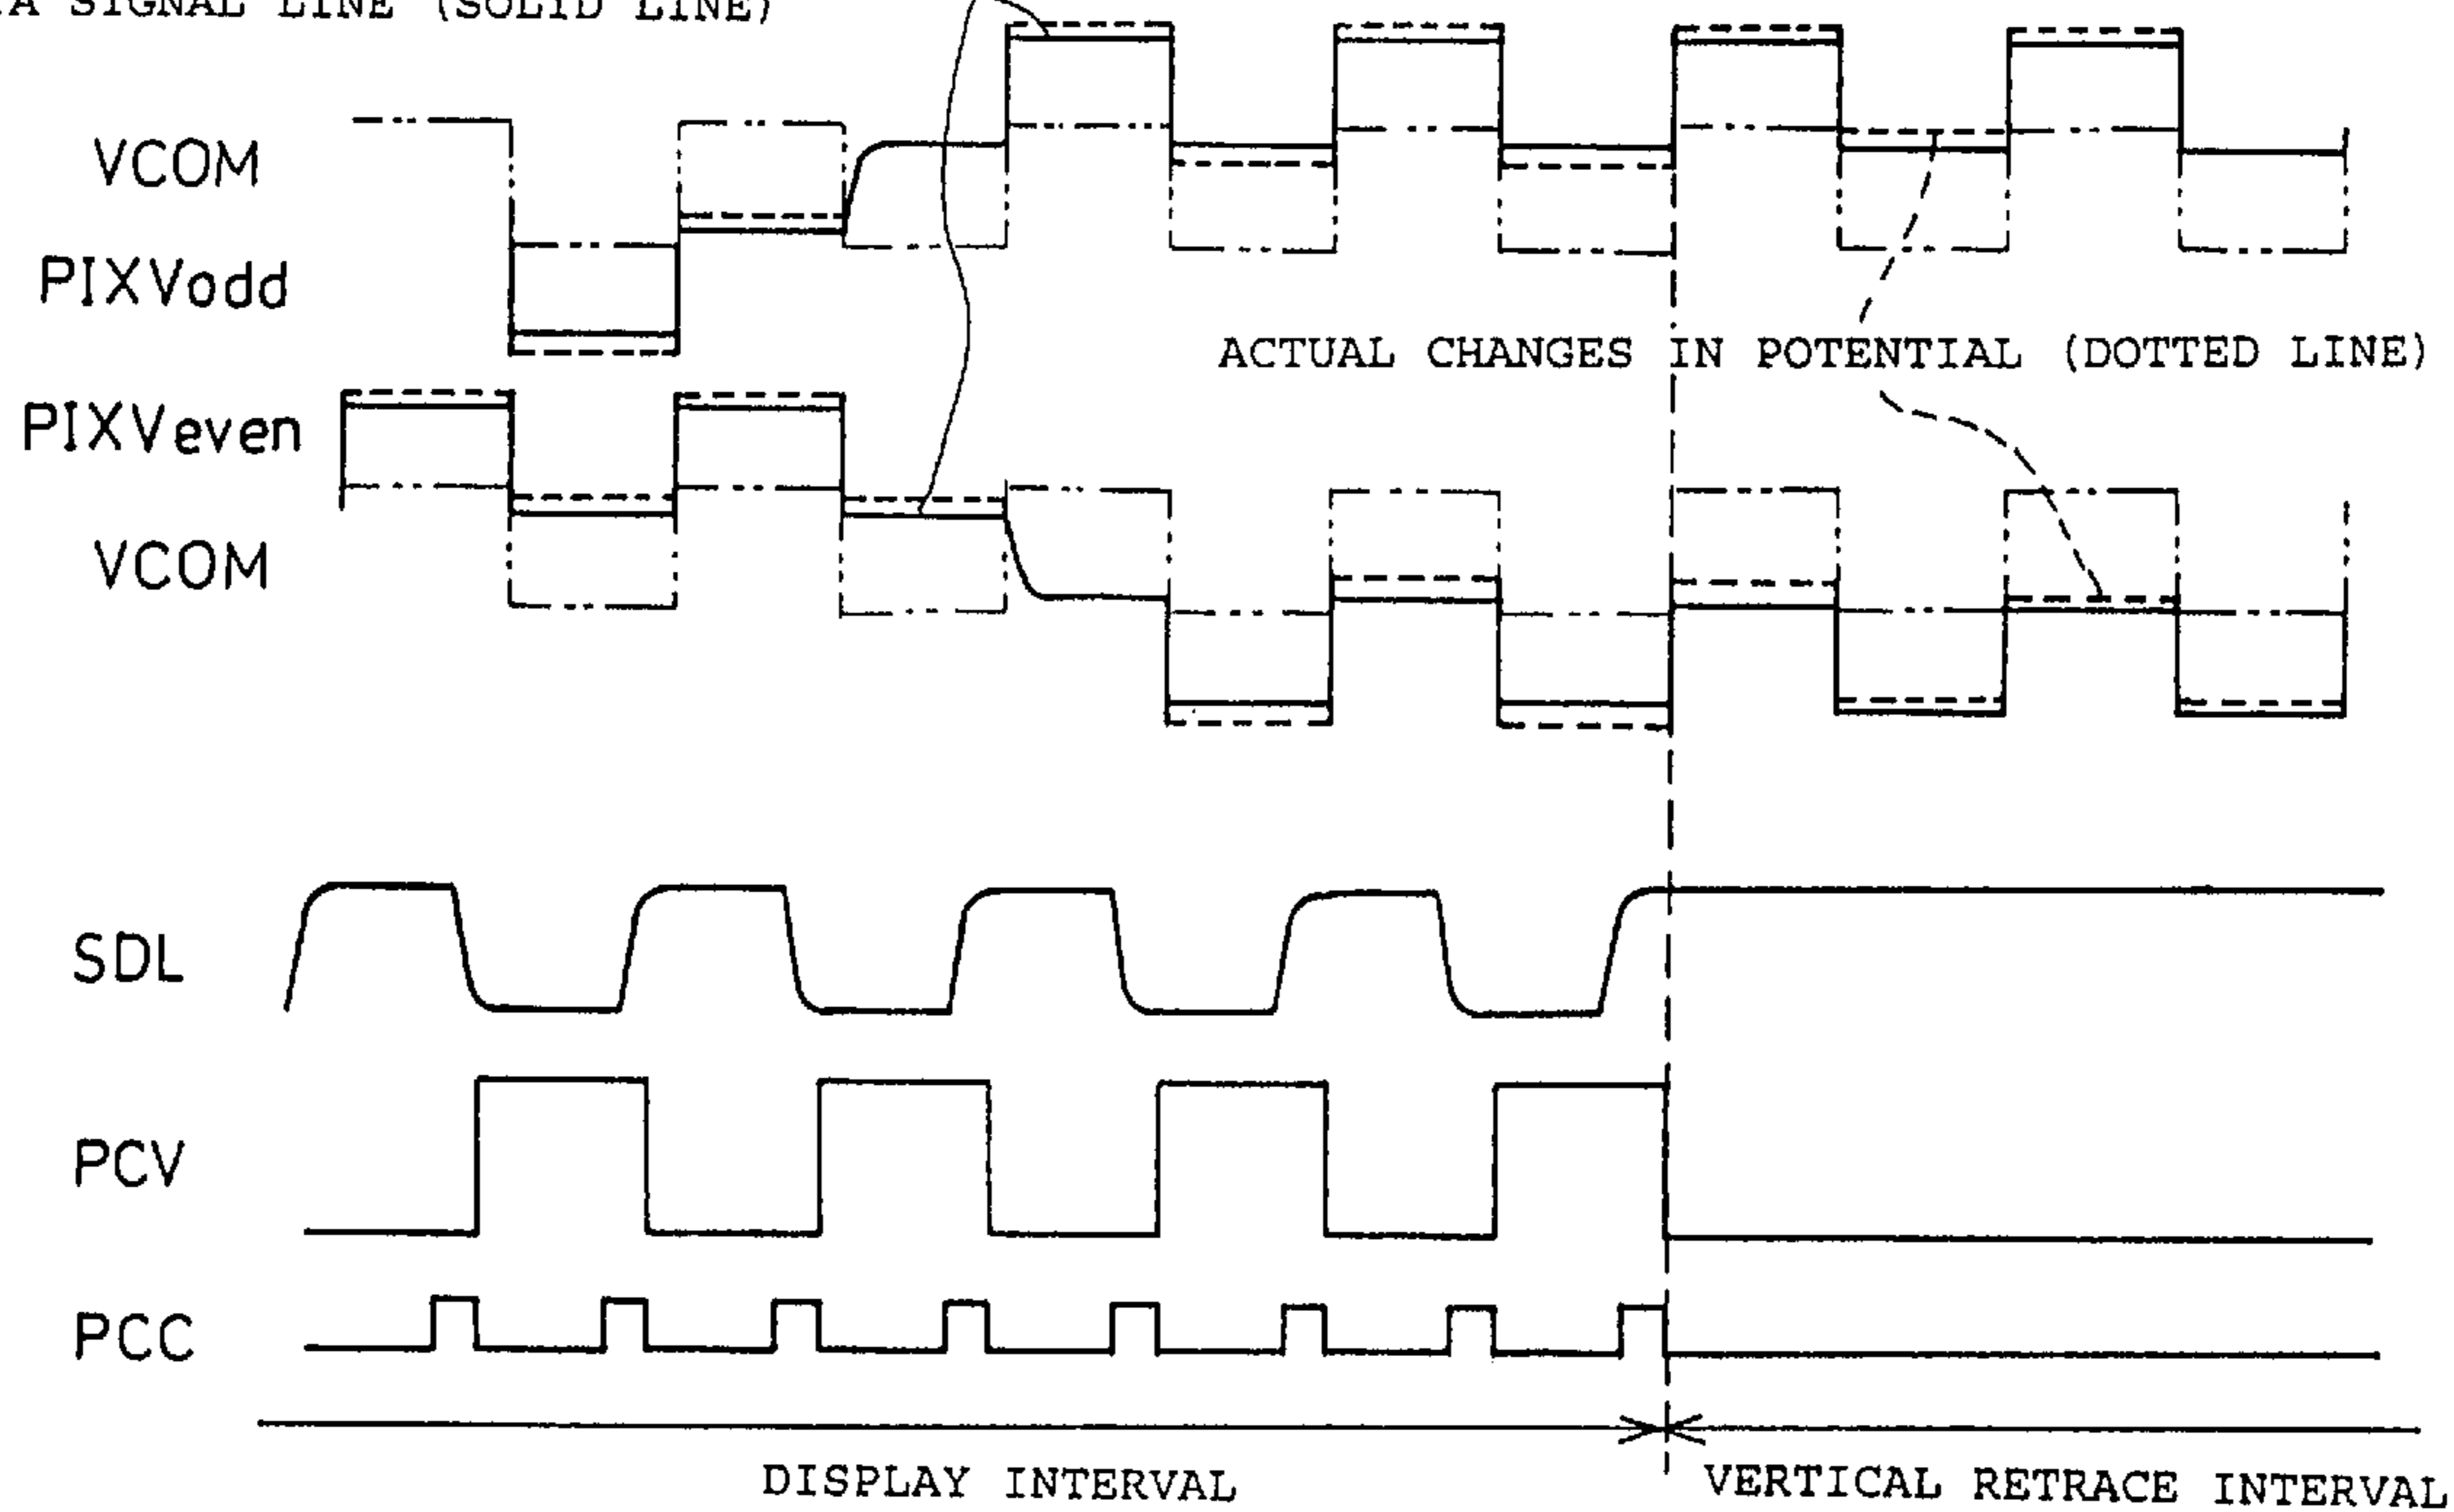 SIGNAL LINE (SOLID LINE)
VCOM
PIXVodd
ACTUAL CHANGES IN POTENTIAL (DOTTED LINE)
PIXVeven
VCOM
SDL
PCV
PCC
DISPLAY INTERVAL
VERTICAL RETRACE INTERVAL